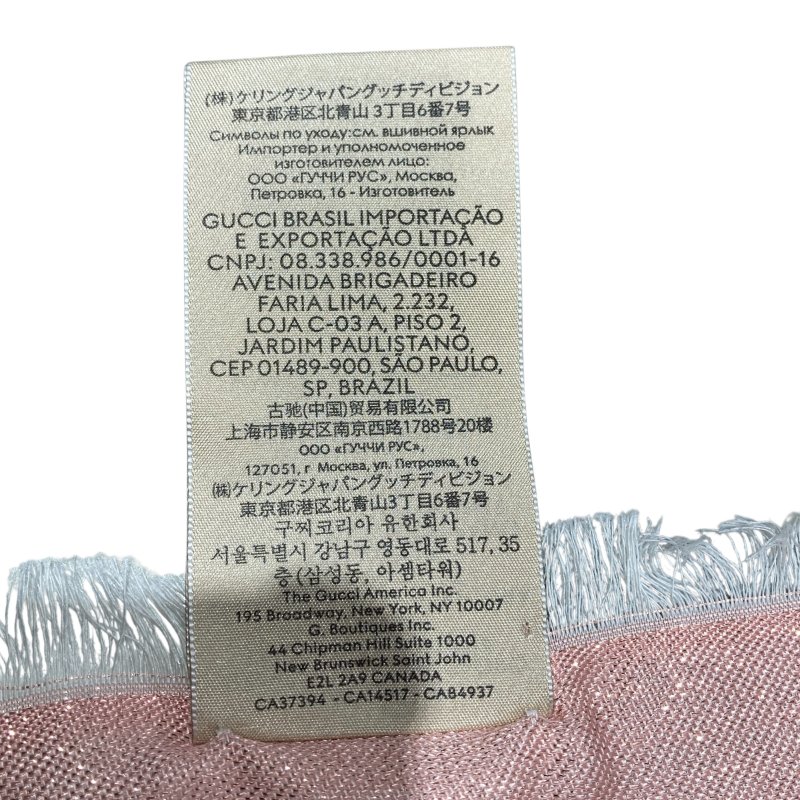 (株)ケリングジャパングッチディビジョン
東京都港区北青山 3丁目6番7号
Символы по уходу:см. вшивной ярлык
Импортер и уполномоченное
изготовителем лицо:
ООО «ГУЧЧИ РУС», Москва,
Петровка, 16 - Изготовитель
GUCCI BRASIL IMPORTAÇÃO
E EXPORTAÇÃO LTDA
CNPJ: 08.338.986/0001-16
AVENIDA BRIGADEIRO
FARIA LIMA, 2.232,
LOJA C-03 A, PISO 2,
JARDIM PAULISTANO,
CEP 01489-900, SÃO PAULO,
SP, BRAZIL
古驰(中国)贸易有限公司
上海市静安区南京西路1788号20楼
ООО «ГУЧЧИ РУС»,
127051, г Москва, ул. Петровка, 16
(株)ケリングジャパングッチディビジョン
東京都港区北青山3丁目6番7号
구찌코리아 유한회사
서울특별시 강남구 영동대로 517, 35
층 (삼성동, 아셈타워)
The Gucci America Inc.
195 Broadway, New York, NY 10007
G. Boutiques Inc.
44 Chipman Hill Suite 1000
New Brunswick Saint John
E2L 2A9 CANADA
CA37394 - CA14517 - CA84937